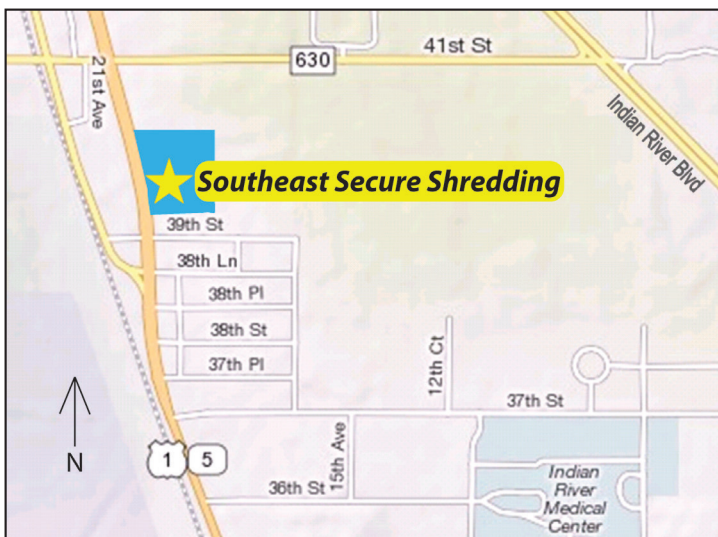 41st St
630
21st Ave
Indian River Blvd
Southeast Secure Shredding
39th St
38th Ln
38th Pl
38th St
37th Pl
12th Ct
37th St
N
1
5
15th Ave
36th St
Indian
River
Medical
Center